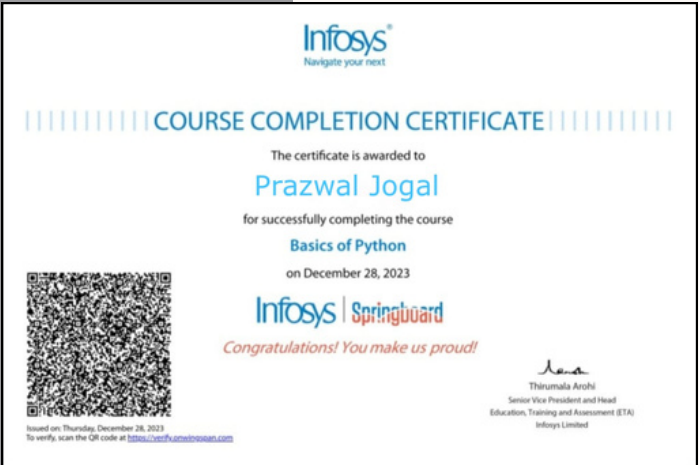 Infosys®
Navigate your next
COURSE COMPLETION CERTIFICATE
The certificate is awarded to
Prazwal Jogal
for successfully completing the course
Basics of Python
on December 28, 2023
Infosys | Springboard
Congratulations! You make us proud!
Thirumala Arohi
Senior Vice President and Head
Education, Training and Assessment (ETA)
Infosys Limited
Issued on: Thursday, December 28, 2023
To verify, scan the QR code at https://verify.onwingspan.com